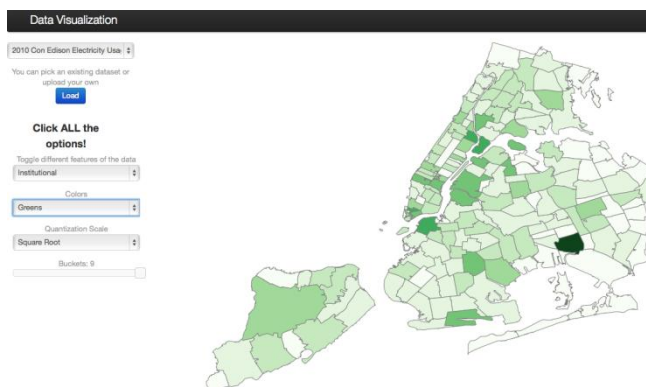 Data Visualization
2010 Con Edison Electricity Usa
You can pick an existing dataset or
upload your own
Load
Click ALL the
options!
Toggle different features of the data
Institutional
Colors
Greens
Quantization Scale
Square Root
Buckets: 9